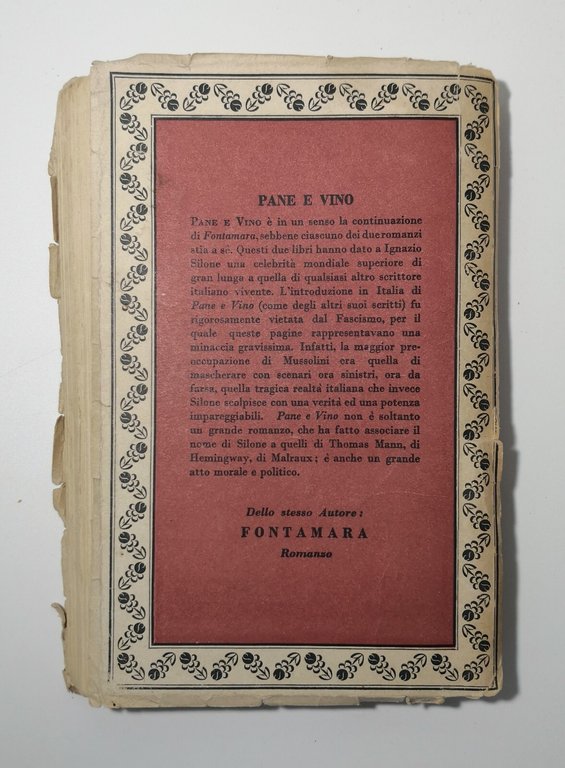 PANE E VINO
PANE E VINO è in un senso la continuazione
di Fontamara, sebbene ciascuno dei due romanzi
stia a sè. Questi due libri hanno dato a Ignazio
Silone una celebrità mondiale superiore di
gran lunga a quella di qualsiasi altro scrittore
italiano vivente. L'introduzione in Italia di
Pane e Vino (come degli altri suoi scritti) fu
rigorosamente vietata dal Fascismo, per il
quale queste pagine rappresentavano una
minaccia gravissima. Infatti, la maggior pre-
occupazione di Mussolini era quella di
mascherare con scenari ora sinistri, ora da
farsa, quella tragica realtà italiana che invece
Silone scolpisce con una verità ed una potenza
impareggiabili. Pane e Vino non è soltanto
un grande romanzo, che ha fatto associare il
nome di Silone a quelli di Thomas Mann, di
Hemingway, di Malraux; é anche un grande
atto morale e politico.
Dello stesso Autore:
FONTAMARA
Romanzo